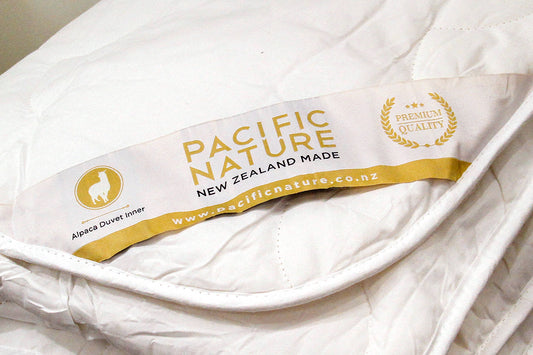 Alpaca Duvet Inner
PACIFIC
NATURE
NEW ZEALAND MADE
www.pacificnature.co.nz
PREMIUM
QUALITY